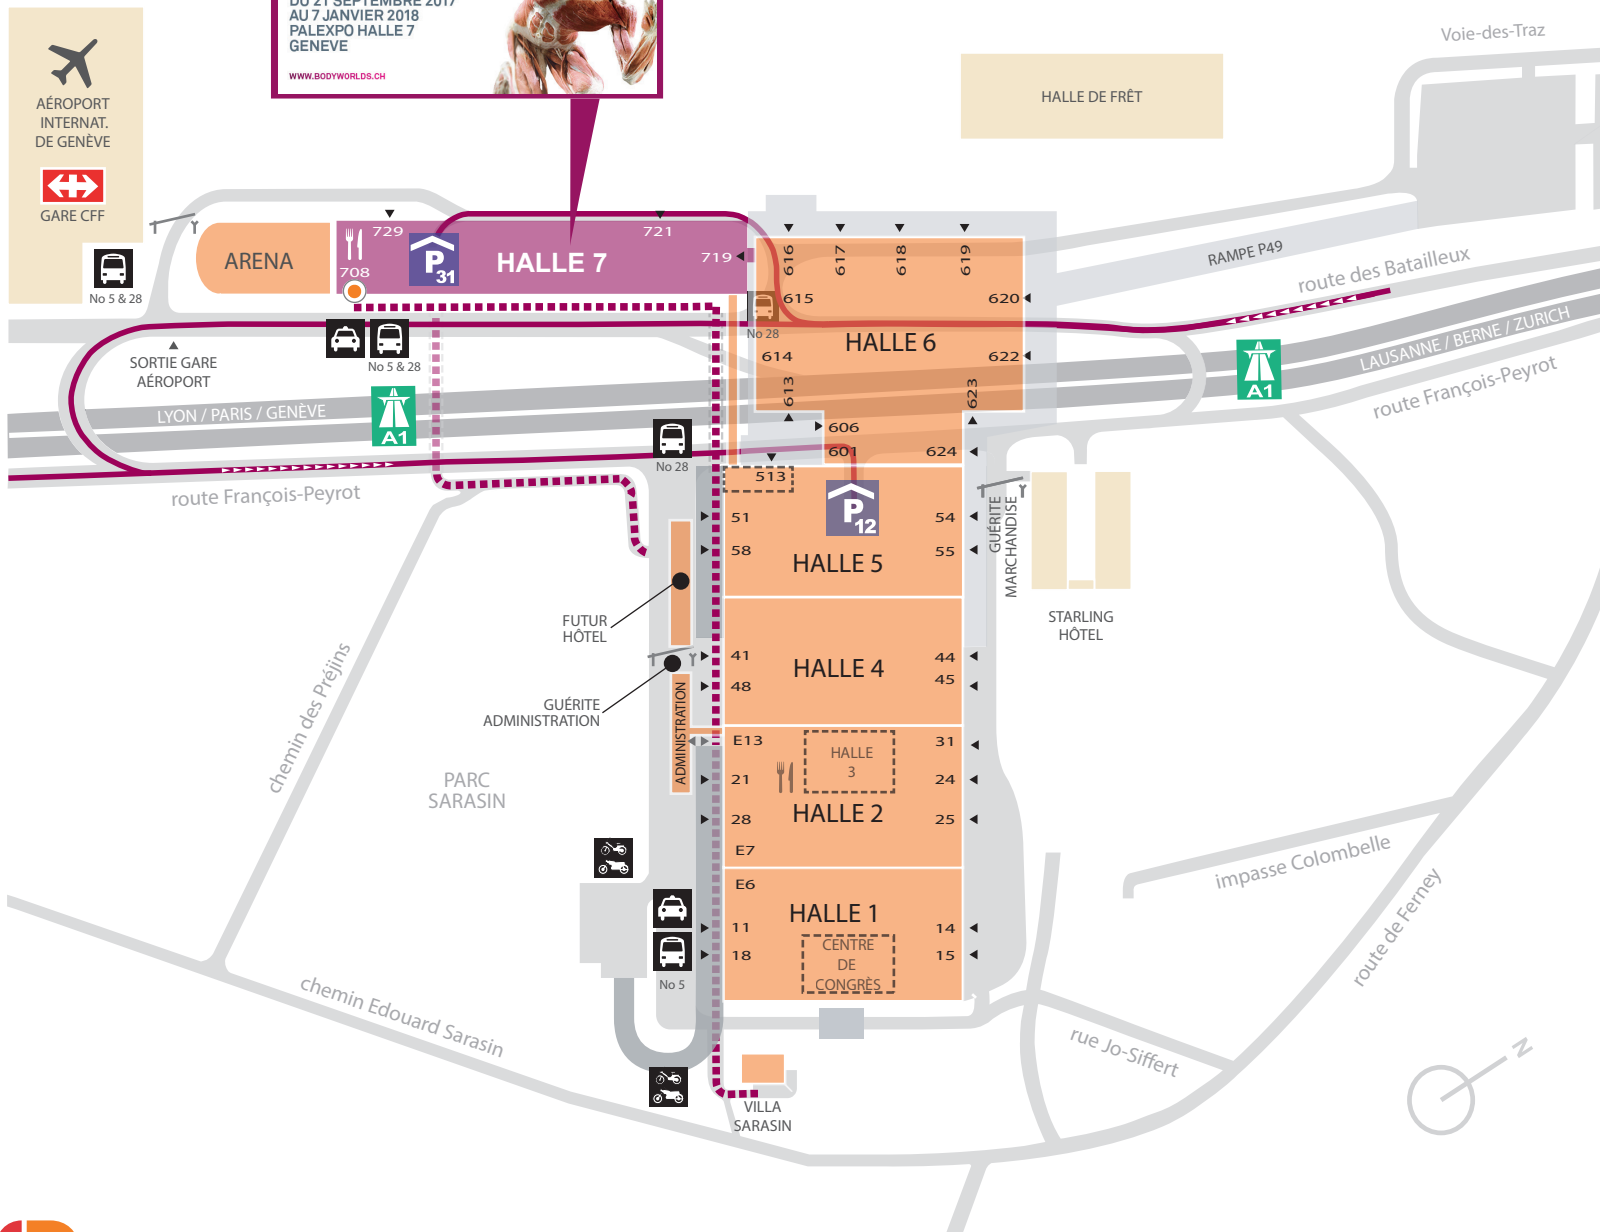 DU 21 SEPTEMBRE 2017
AU 7 JANVIER 2018
PALEXPO HALLE 7
GENEVE
WWW.BODYWORLDS.CH
Voie-des-Traz
AÉROPORT
INTERNAT.
DE GENÈVE
GARE CFF
HALLE DE FRÊT
No 5 & 28
ARENA
729
708
P
31
HALLE 7
721
719
616
617
618
619
RAMPE P49
route des Batailleux
615
620
No 28
HALLE 6
614
622
613
623
606
601
624
SORTIE GARE
AÉROPORT
No 5 & 28
LYON / PARIS / GENÈVE
A1
A1
LAUSANNE / BERNE / ZURICH
route François-Peyrot
route François-Peyrot
No 28
513
P
12
51
54
58
55
HALLE 5
GUÉRITE
MARCHANDISE
STARLING
HÔTEL
FUTUR
HÔTEL
41
44
HALLE 4
45
48
GUÉRITE
ADMINISTRATION
ADMINISTRATION
chemin des Préjins
PARC
SARASIN
E13
31
HALLE
3
21
24
HALLE 2
28
25
E7
E6
HALLE 1
11
14
18
15
CENTRE
DE
CONGRÈS
No 5
impasse Colombelle
route de Ferney
chemin Edouard Sarasin
rue Jo-Siffert
VILLA
SARASIN
N